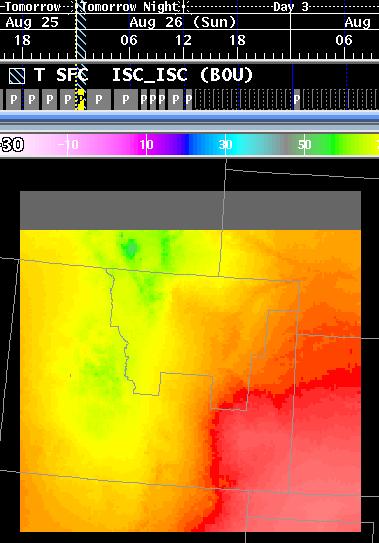 Tomorrow Tomorrow Night Day 3
Aug 25 Aug 26 (Sun) Aug
18 06 12 18 06
T SFC ISC_ISC (BOU)
P P P P P P P P P P P P P
-30 -10 10 30 50